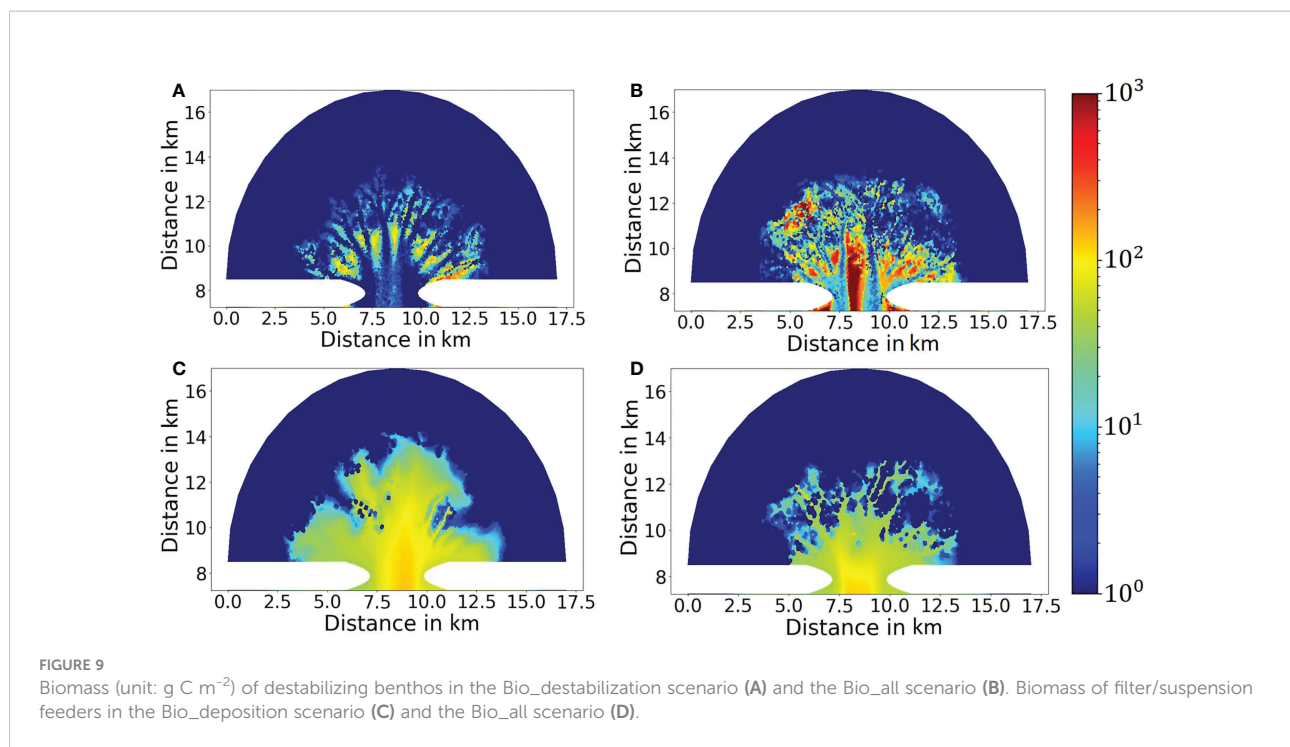 A
B
16
14
12
10
8
Distance in km
0.0 2.5 5.0 7.5 10.0 12.5 15.0 17.5
Distance in km
16
14
12
10
8
Distance in km
0.0 2.5 5.0 7.5 10.0 12.5 15.0 17.5
Distance in km
C
D
16
14
12
10
8
Distance in km
0.0 2.5 5.0 7.5 10.0 12.5 15.0 17.5
Distance in km
16
14
12
10
8
Distance in km
0.0 2.5 5.0 7.5 10.0 12.5 15.0 17.5
Distance in km
10³
10²
10¹
10⁰
FIGURE 9
Biomass (unit: g C m⁻²) of destabilizing benthos in the Bio_destabilization scenario (A) and the Bio_all scenario (B). Biomass of filter/suspension
feeders in the Bio_deposition scenario (C) and the Bio_all scenario (D).